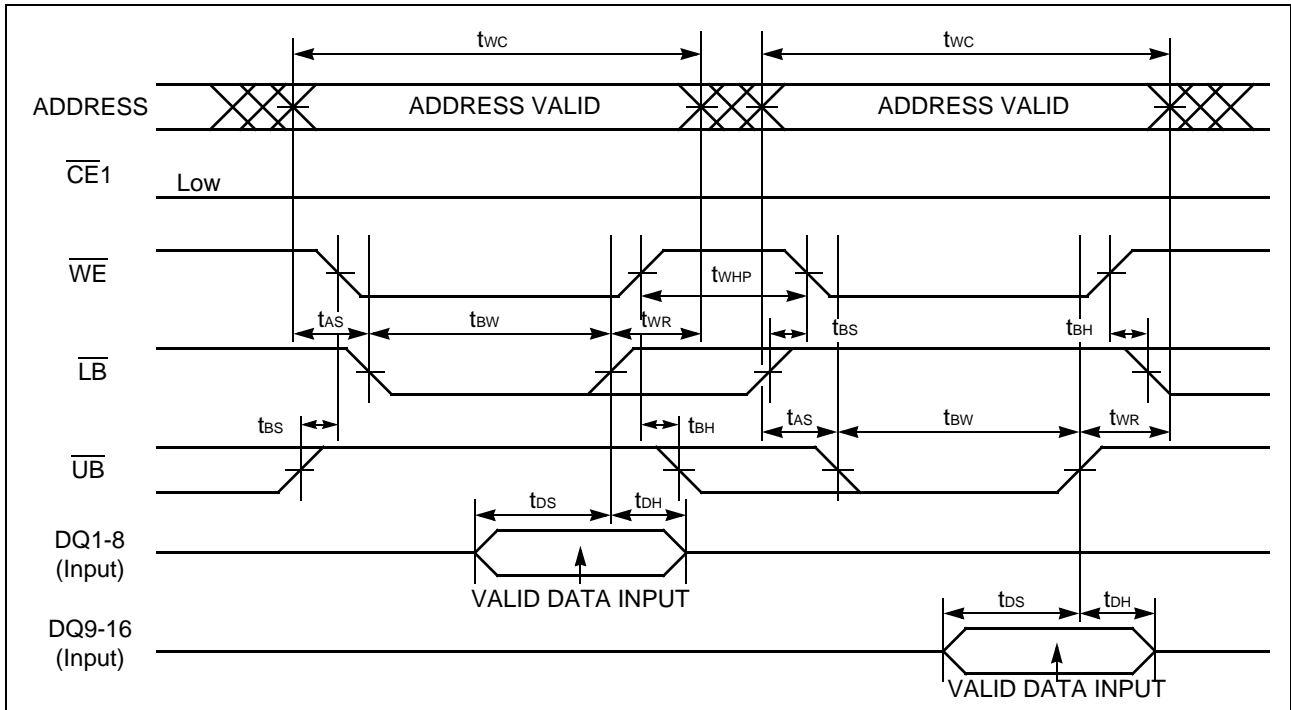 tWC tWC
ADDRESS ADDRESS VALID ADDRESS VALID
CE1 Low
WE
tWHP
tAS tBW tWR tBS tBH
LB
tBS tBH tAS tBW tWR
UB
tDS tDH
DQ1-8
(Input)
VALID DATA INPUT
tDS tDH
DQ9-16
(Input)
VALID DATA INPUT